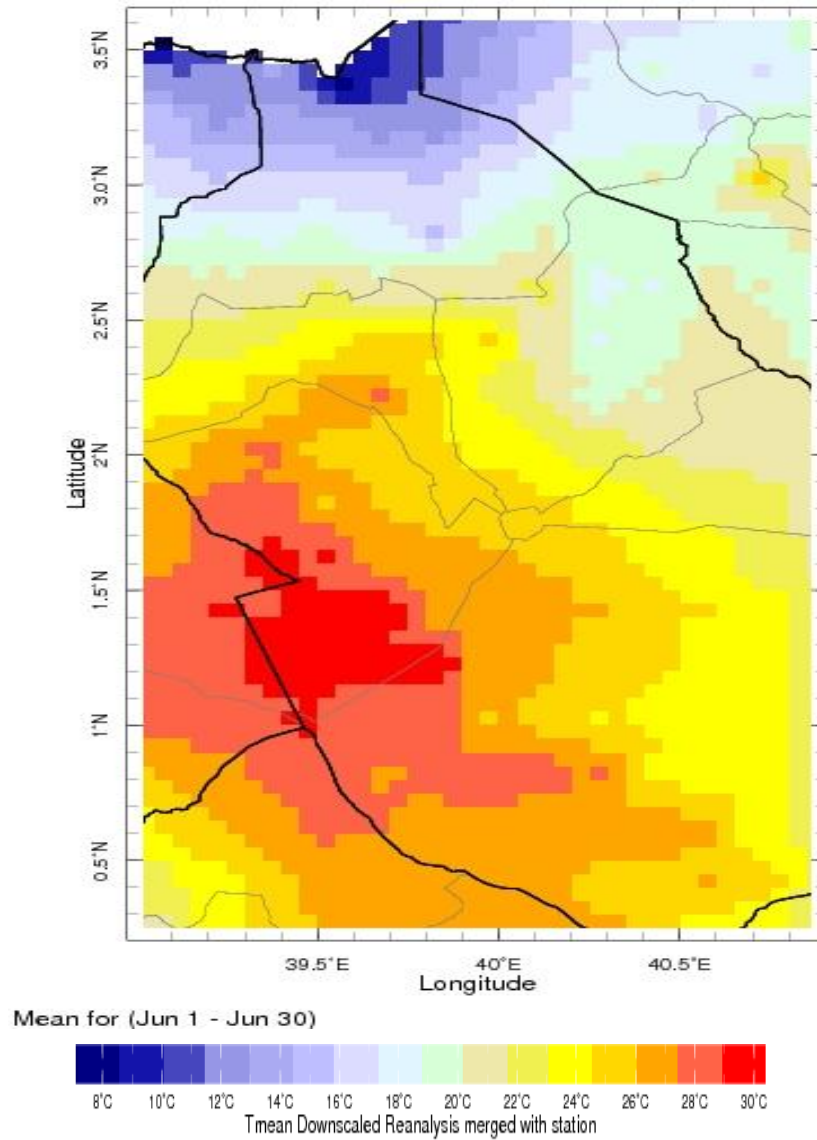 3.5°N
3.0°N
2.5°N
2°N
1.5°N
1°N
0.5°N
Latitude
39.5°E 40°E 40.5°E
Longitude
Mean for (Jun 1 - Jun 30)
8°C 10°C 12°C 14°C 16°C 18°C 20°C 22°C 24°C 26°C 28°C 30°C
Tmean Downscaled Reanalysis merged with station